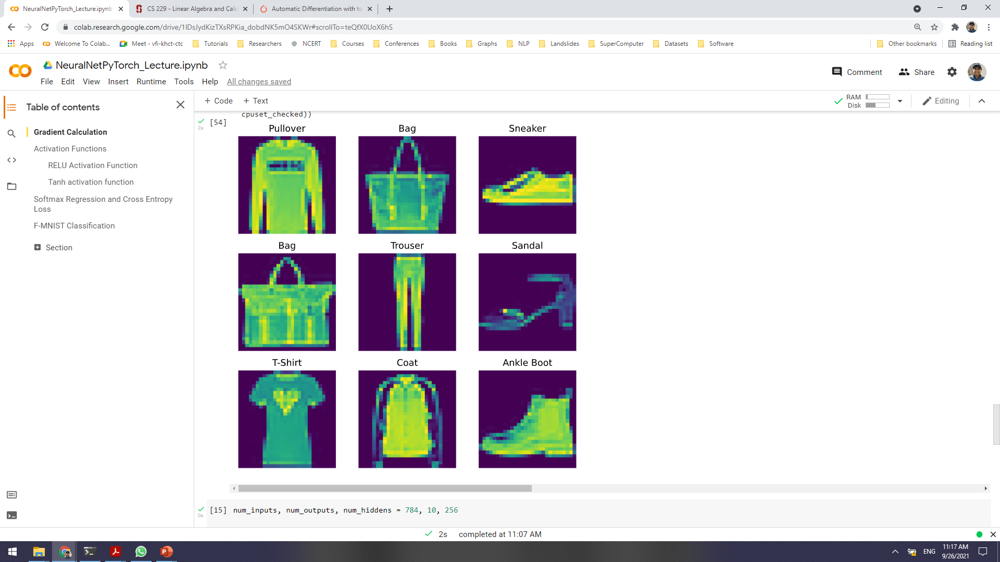 NeuralNetPyTorch_Lecture.ipynb
CS 229 - Linear Algebra and Calc
Automatic Differentiation with to
colab.research.google.com/drive/1IDsJydKizTXsRPKia_dobdNK5mO4SKWr#scrollTo=teQfX0UoX6hS
Apps
Welcome To Colab...
Meet - vfi-khct-ctc
Tutorials
Researchers
NCERT
Courses
Conferences
Books
Graphs
NLP
Landslides
SuperComputer
Datasets
Software
Other bookmarks
Reading list
NeuralNetPyTorch_Lecture.ipynb
Comment
Share
File Edit View Insert Runtime Tools Help All changes saved
Table of contents
+ Code + Text
RAM
Disk
Editing
Gradient Calculation
Activation Functions
RELU Activation Function
Tanh activation function
Softmax Regression and Cross Entropy
Loss
F-MNIST Classification
Section
cpuset_checked))
[54]
2s
Pullover Bag Sneaker
Bag Trouser Sandal
T-Shirt Coat Ankle Boot
[15] num_inputs, num_outputs, num_hiddens = 784, 10, 256
0s
2s completed at 11:07 AM
ENG
11:17 AM
9/26/2021